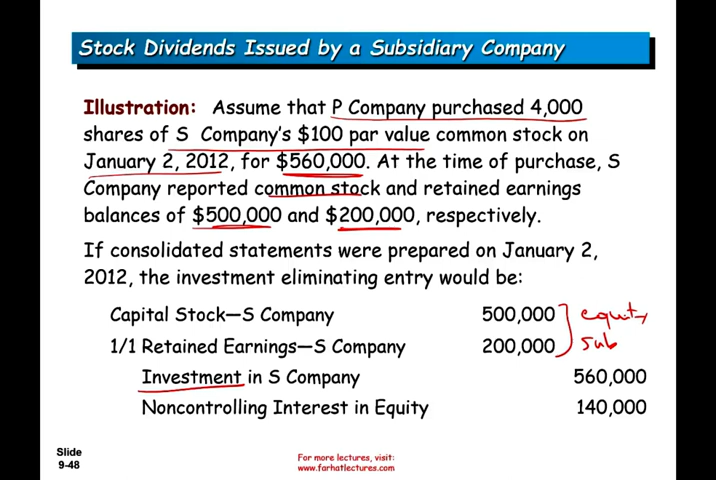 Stock Dividends Issued by a Subsidiary Company
Illustration: Assume that P Company purchased 4,000
shares of S Company's $100 par value common stock on
January 2, 2012, for $560,000. At the time of purchase, S
Company reported common stock and retained earnings
balances of $500,000 and $200,000, respectively.
If consolidated statements were prepared on January 2,
2012, the investment eliminating entry would be:
Capital Stock—S Company 500,000 equity
1/1 Retained Earnings—S Company 200,000 sub
Investment in S Company 560,000
Noncontrolling Interest in Equity 140,000
Slide
9-48
For more lectures, visit:
www.farhatlectures.com